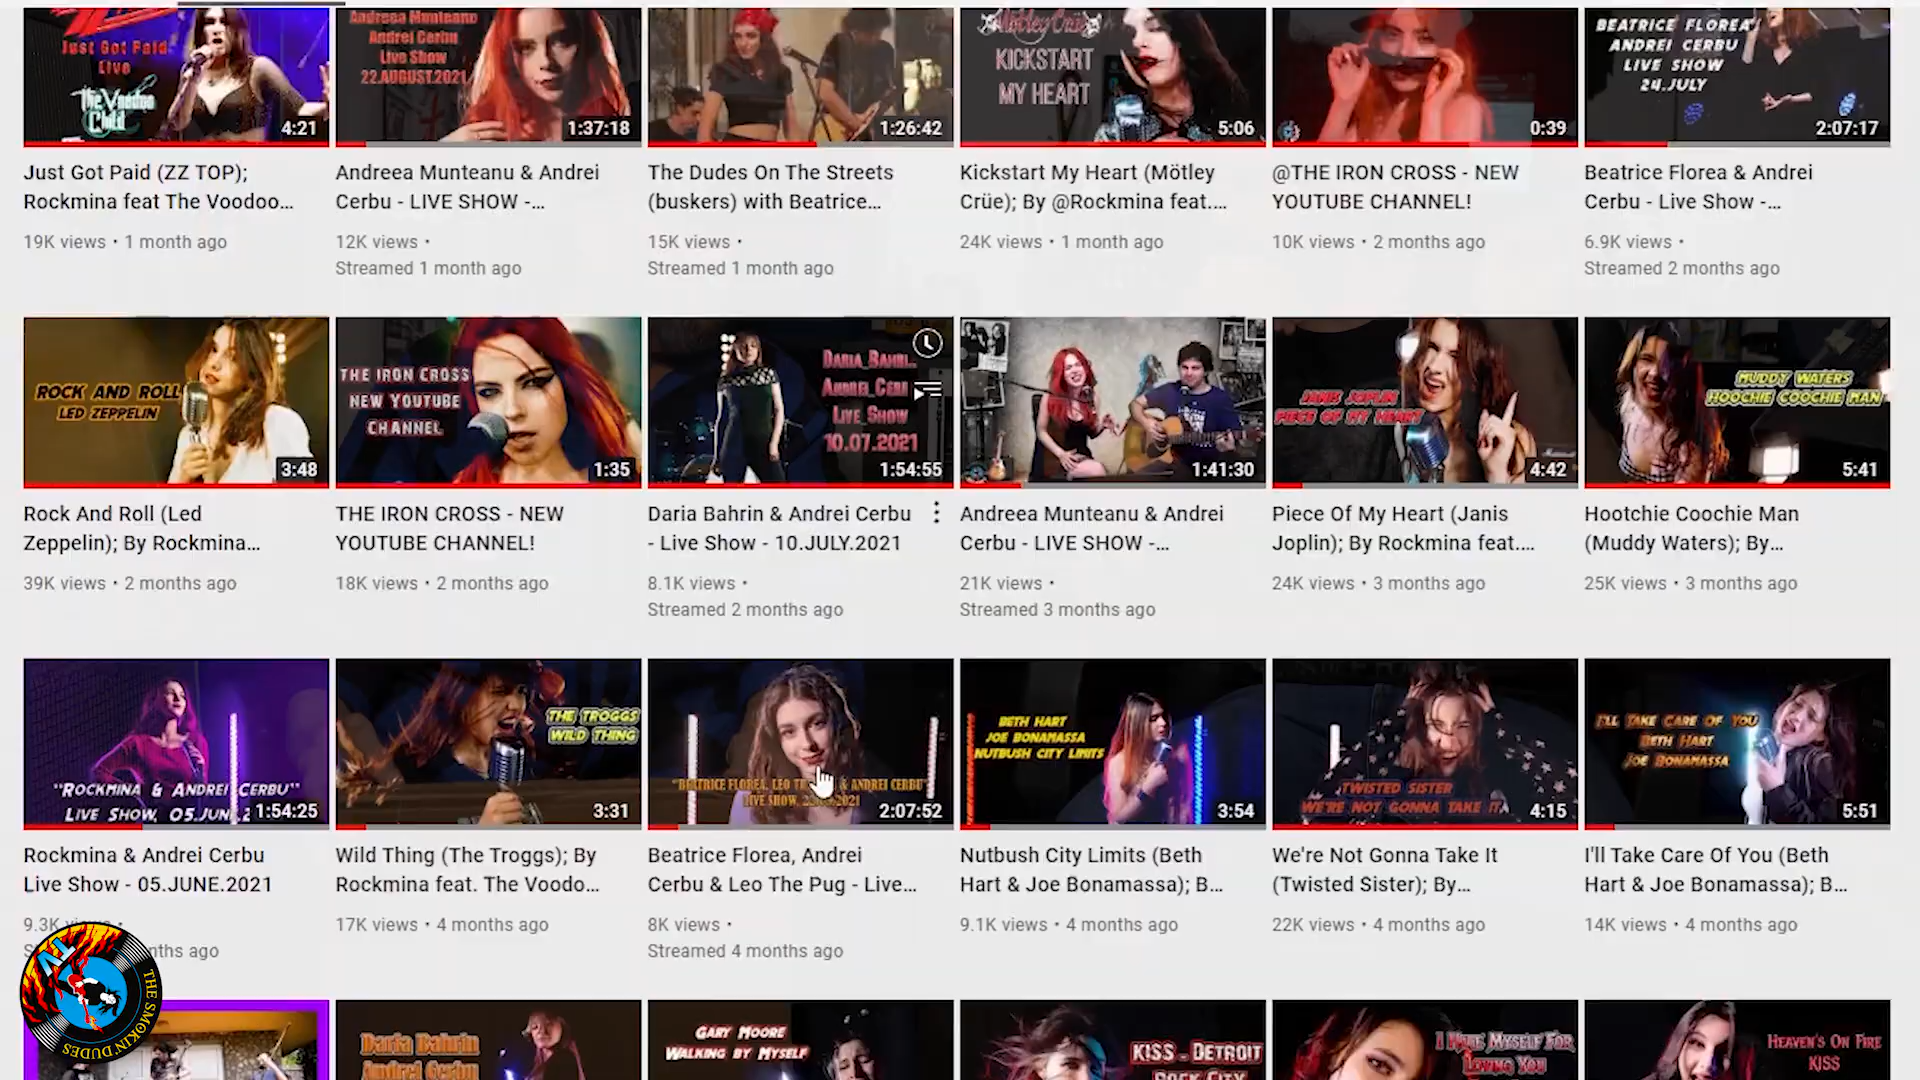 Just Got Paid
Live
The Voodoo
Child
4:21
Andreea Munteanu
Andrei Cerbu
Live Show
22.AUGUST.2021
1:37:18
1:26:42
Mötley Crüe
KICKSTART
MY HEART
5:06
0:39
BEATRICE FLOREA
ANDREI CERBU
LIVE SHOW
24.JULY
2:07:17
Just Got Paid (ZZ TOP);
Rockmina feat The Voodoo...
19K views • 1 month ago
Andreea Munteanu & Andrei
Cerbu - LIVE SHOW -...
12K views •
Streamed 1 month ago
The Dudes On The Streets
(buskers) with Beatrice...
15K views •
Streamed 1 month ago
Kickstart My Heart (Mötley
Crüe); By @Rockmina feat....
24K views • 1 month ago
@THE IRON CROSS - NEW
YOUTUBE CHANNEL!
10K views • 2 months ago
Beatrice Florea & Andrei
Cerbu - Live Show -...
6.9K views •
Streamed 2 months ago
ROCK AND ROLL
LED ZEPPELIN
3:48
THE IRON CROSS
NEW YOUTUBE
CHANNEL
1:35
Live Show
10.07.2021
1:54:55
1:41:30
JANIS JOPLIN
PIECE OF MY HEART
4:42
MUDDY WATERS
HOOCHIE COOCHIE MAN
5:41
Rock And Roll (Led
Zeppelin); By Rockmina...
39K views • 2 months ago
THE IRON CROSS - NEW
YOUTUBE CHANNEL!
18K views • 2 months ago
Daria Bahrin & Andrei Cerbu
- Live Show - 10.JULY.2021
8.1K views •
Streamed 2 months ago
Andreea Munteanu & Andrei
Cerbu - LIVE SHOW -...
21K views •
Streamed 3 months ago
Piece Of My Heart (Janis
Joplin); By Rockmina feat....
24K views • 3 months ago
Hootchie Coochie Man
(Muddy Waters); By...
25K views • 3 months ago
"ROCKMINA & ANDREI CERBU"
LIVE SHOW, 05.JUN
1:54:25
THE TROGGS
WILD THING
3:31
"BEATRICE FLOREA, LEO & ANDREI CERBU"
LIVE SHOW, 2021
2:07:52
BETH HART
JOE BONAMASSA
NUTBUSH CITY LIMITS
3:54
TWISTED SISTER
WE'RE NOT GONNA TAKE IT
4:15
I'LL TAKE CARE OF YOU
BETH HART
JOE BONAMASSA
5:51
Rockmina & Andrei Cerbu
Live Show - 05.JUNE.2021
9.3K views
nths ago
Wild Thing (The Troggs); By
Rockmina feat. The Voodo...
17K views • 4 months ago
Beatrice Florea, Andrei
Cerbu & Leo The Pug - Live...
8K views •
Streamed 4 months ago
Nutbush City Limits (Beth
Hart & Joe Bonamassa); B...
9.1K views • 4 months ago
We're Not Gonna Take It
(Twisted Sister); By...
22K views • 4 months ago
I'll Take Care Of You (Beth
Hart & Joe Bonamassa); B...
14K views • 4 months ago
THE SMOKIN' DUDES
Daria Bahrin
Andrei Cerbu
GARY MOORE
WALKING BY MYSELF
KISS - DETROIT
ROCK CITY
I HATE MYSELF FOR
LOVING YOU
HEAVEN'S ON FIRE
KISS